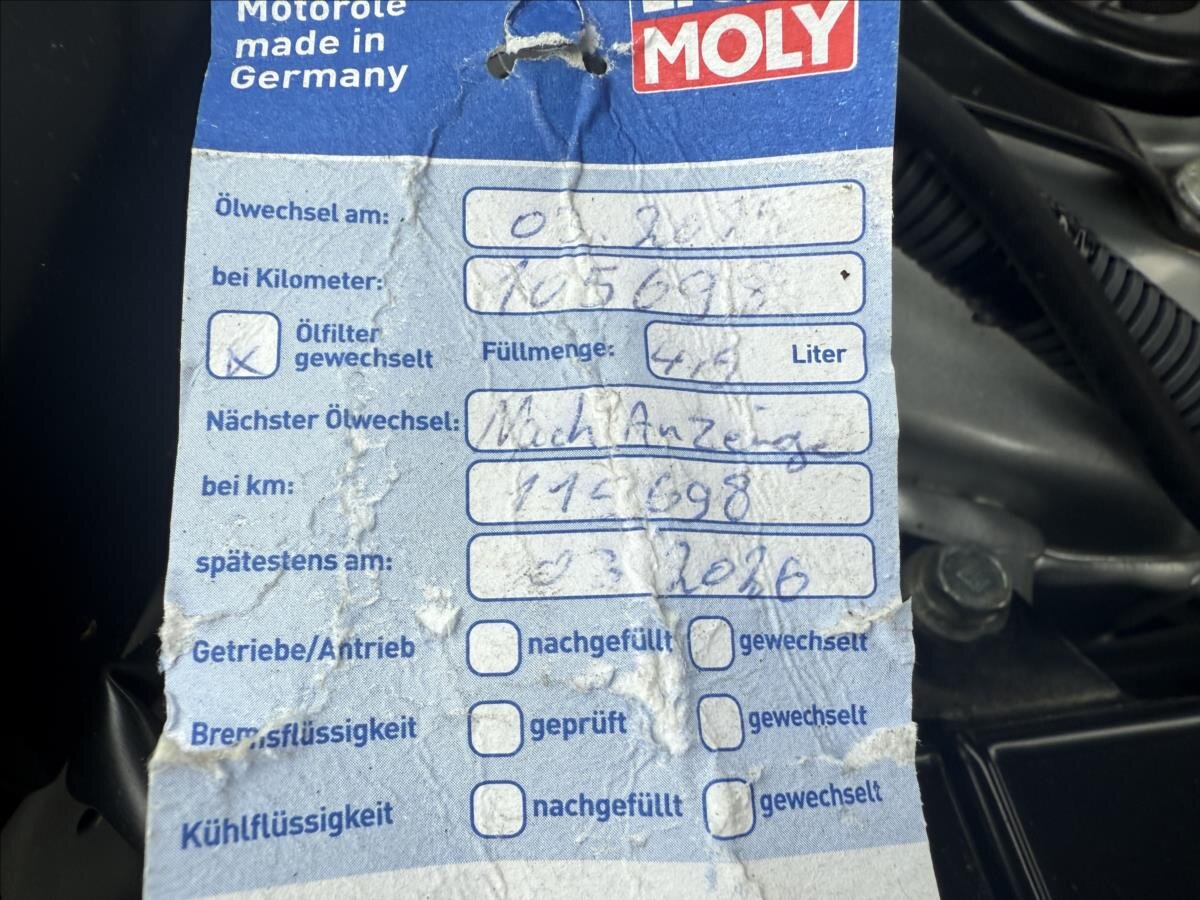 Motoröle
made in
Germany
MOLY
Ölwechsel am:
bei Kilometer: 105698
x Ölfilter
gewechselt
Füllmenge: Liter
Nächster Ölwechsel: Nach Anzeige
bei km: 115698
spätestens am: 03 2026
Getriebe/Antrieb nachgefüllt gewechselt
Bremsflüssigkeit geprüft gewechselt
Kühlflüssigkeit nachgefüllt gewechselt